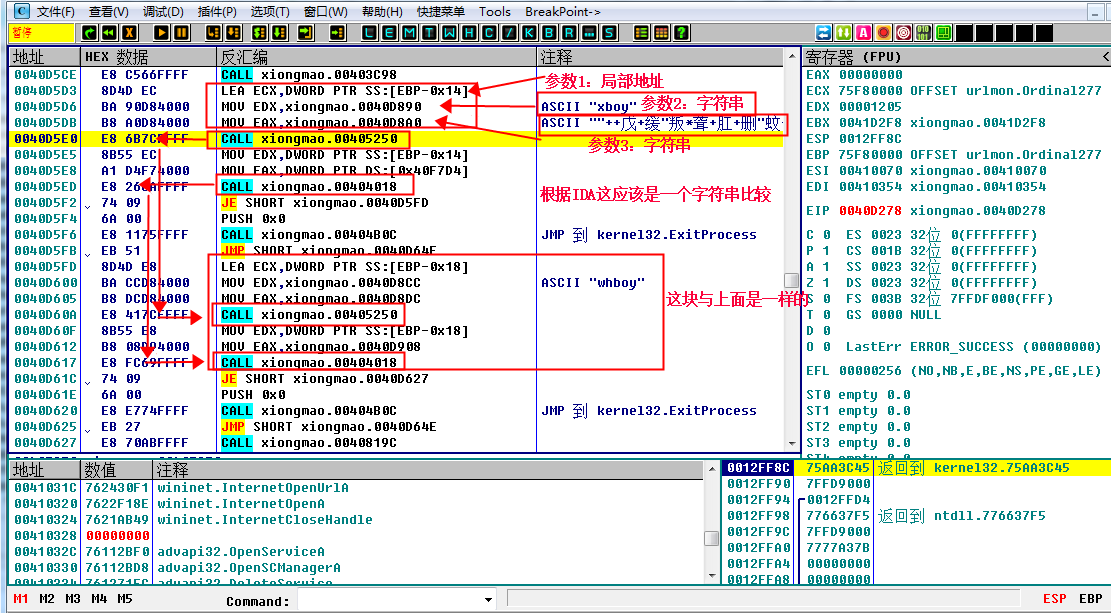 文件(F) 查看(V) 调试(D) 插件(P) 选项(T) 窗口(W) 帮助(H) 快捷菜单 Tools BreakPoint->
暂停 L E M T W H C / K B R ... S ?
地址 HEX 数据 反汇编 注释
0040D5CE E8 C566FFFF CALL xiongmao.00403C98
0040D5D3 8D4D EC LEA ECX,DWORD PTR SS:[EBP-0x14]
参数1：局部地址
0040D5D6 BA 90D84000 MOV EDX,xiongmao.0040D890 ASCII "xboy" 参数2：字符串
0040D5DB B8 A0D84000 MOV EAX,xiongmao.0040D8A0 ASCII "“++戊+缓"叛*聋+肛+删"蚊
0040D5E0 CALL xiongmao.00405250
参数3：字符串
0040D5E5 8B55 EC MOV EDX,DWORD PTR SS:[EBP-0x14]
0040D5E8 A1 D4F74000 MOV EAX,DWORD PTR DS:[0x40F7D4]
0040D5ED CALL xiongmao.00404018
根据IDA这应该是一个字符串比较
0040D5F2 74 09 JE SHORT xiongmao.0040D5FD
0040D5F4 6A 00 PUSH 0x0
0040D5F6 E8 1175FFFF CALL xiongmao.00404B0C JMP 到 kernel32.ExitProcess
0040D5FB EB 51 JMP SHORT xiongmao.0040D64E
0040D5FD 8D4D E8 LEA ECX,DWORD PTR SS:[EBP-0x18]
0040D600 BA CCD84000 MOV EDX,xiongmao.0040D8CC ASCII "whboy"
0040D605 B8 DCD84000 MOV EAX,xiongmao.0040D8DC
这块与上面是一样的
0040D60A CALL xiongmao.00405250
0040D60F 8B55 E8 MOV EDX,DWORD PTR SS:[EBP-0x18]
0040D612 MOV EAX,xiongmao.0040D908
0040D617 E8 FC69FFFF CALL xiongmao.00404018
0040D61C 74 09 JE SHORT xiongmao.0040D627
0040D61E 6A 00 PUSH 0x0
0040D620 E8 E774FFFF CALL xiongmao.00404B0C JMP 到 kernel32.ExitProcess
0040D625 EB 27 JMP SHORT xiongmao.0040D64E
0040D627 E8 70ABFFFF CALL xiongmao.0040819C
寄存器 (FPU) <
EAX 00000000
ECX 75F80000 OFFSET urlmon.Ordinal277
EDX 00001205
EBX 0041D2F8 xiongmao.0041D2F8
ESP 0012FF8C
EBP 75F80000 OFFSET urlmon.Ordinal277
ESI 00410070 xiongmao.00410070
EDI 00410354 xiongmao.00410354
EIP 0040D278 xiongmao.0040D278
C 0 ES 0023 32位 0(FFFFFFFF)
P 1 CS 001B 32位 0(FFFFFFFF)
A 1 SS 0023 32位 0(FFFFFFFF)
Z 1 DS 0023 32位 0(FFFFFFFF)
S 0 FS 003B 32位 7FFDF000(FFF)
T 0 GS 0000 NULL
D 0
O 0 LastErr ERROR_SUCCESS (00000000)
EFL 00000256 (NO,NB,E,BE,NS,PE,GE,LE)
ST0 empty 0.0
ST1 empty 0.0
ST2 empty 0.0
ST3 empty 0.0
ST4 empty 0.0
地址 数值 注释
0041031C 762430F1 wininet.InternetOpenUrlA
00410320 7622F18E wininet.InternetOpenA
00410324 7621AB49 wininet.InternetCloseHandle
00410328 00000000
0041032C 76112BF0 advapi32.OpenServiceA
00410330 76112BD8 advapi32.OpenSCManagerA
00410334 advapi32.DeleteService
0012FF8C 75AA3C45 返回到 kernel32.75AA3C45
0012FF90 7FFD9000
0012FF94 0012FFD4
0012FF98 776637F5 返回到 ntdll.776637F5
0012FF9C 7FFD9000
0012FFA0 7777A37B
0012FFA4 00000000
0012FFA8 00000000
M1 M2 M3 M4 M5 Command: ESP EBP